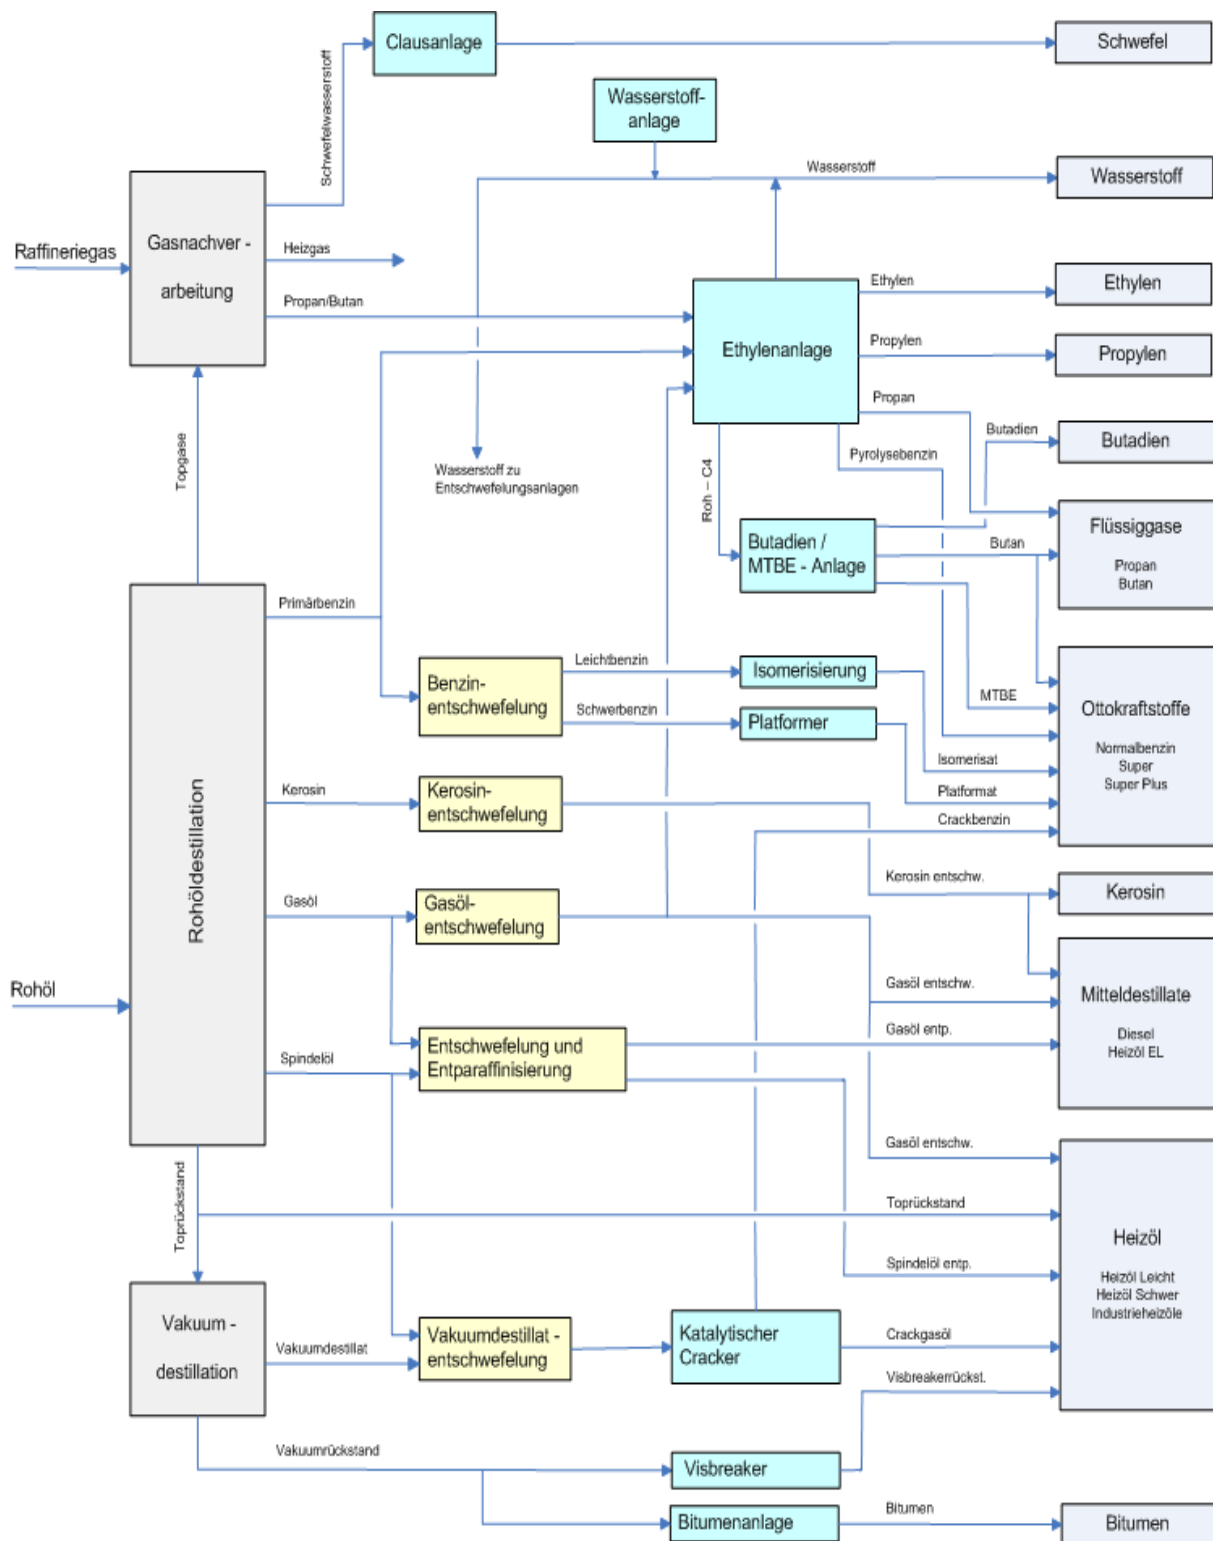 Clausanlage
Schwefel
Schwefelwasserstoff
Wasserstoff-
anlage
Wasserstoff
Wasserstoff
Raffineriegas
Gasnachver -
arbeitung
Heizgas
Propan/Butan
Ethylenanlage
Ethylen
Ethylen
Propylen
Propylen
Propan
Topgase
Pyrolysebenzin
Butadien
Butadien
Wasserstoff zu
Entschwefelungsanlagen
Roh – C4
Butadien /
MTBE - Anlage
Butan
Flüssiggase
Propan
Butan
Primärbenzin
Benzin-
entschwefelung
Leichtbenzin
Isomerisierung
Schwerbenzin
Platformer
MTBE
Ottokraftstoffe
Normalbenzin
Super
Super Plus
Isomerisat
Platformat
Crackbenzin
Rohöldestillation
Kerosin
Kerosin-
entschwefelung
Kerosin entschw.
Kerosin
Gasöl
Gasöl-
entschwefelung
Rohöl
Gasöl entschw.
Mitteldestillate
Diesel
Heizöl EL
Gasöl entp.
Spindelöl
Entschwefelung und
Entparaffinisierung
Gasöl entschw.
Toprückstand
Toprückstand
Heizöl
Heizöl Leicht
Heizöl Schwer
Industrieheizöle
Spindelöl entp.
Vakuum -
destillation
Vakuumdestillat
Vakuumdestillat -
entschwefelung
Katalytischer
Cracker
Crackgasöl
Visbreakerrückst.
Vakuumrückstand
Visbreaker
Bitumenanlage
Bitumen
Bitumen